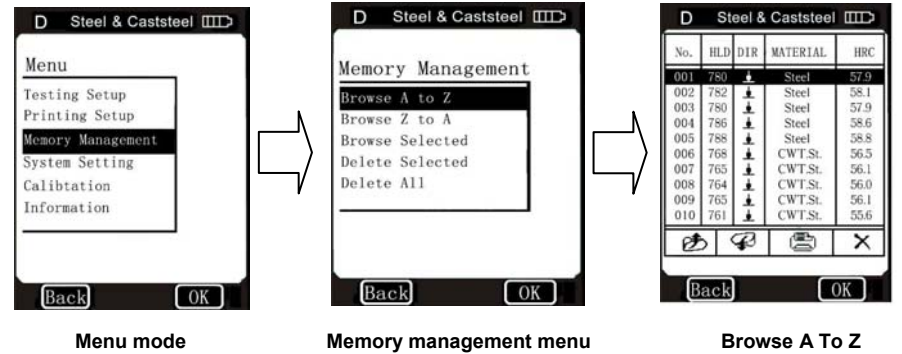 D Steel & Caststeel
Menu
Testing Setup
Printing Setup
Memory Management
System Setting
Calibtation
Information
Back OK
Menu mode
D Steel & Caststeel
Memory Management
Browse A to Z
Browse Z to A
Browse Selected
Delete Selected
Delete All
Back OK
Memory management menu
D Steel & Caststeel
No. HLD DIR MATERIAL HRC
001 780 Steel 57.9
002 782 Steel 58.1
003 780 Steel 57.9
004 786 Steel 58.6
005 788 Steel 58.8
006 768 CWT.St. 56.5
007 765 CWT.St. 56.1
008 764 CWT.St. 56.0
009 765 CWT.St. 56.1
010 761 CWT.St. 55.6
Back OK
Browse A To Z